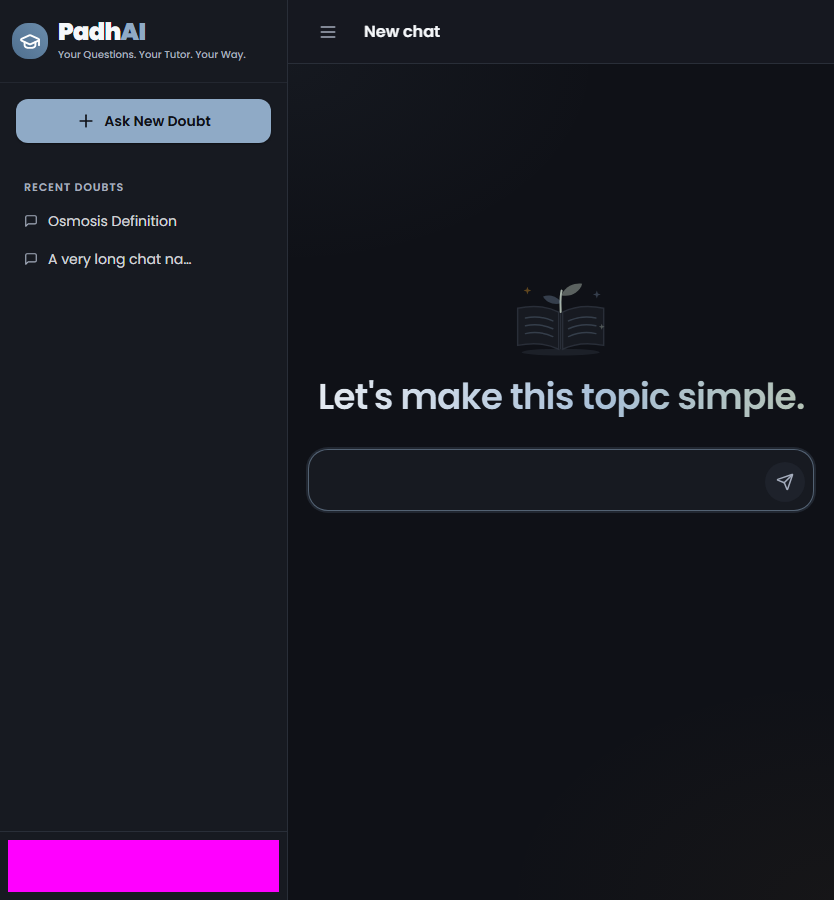 PadhAI
Your Questions. Your Tutor. Your Way.
Ask New Doubt
RECENT DOUBTS
Osmosis Definition
A very long chat na...
New chat
Let's make this topic simple.